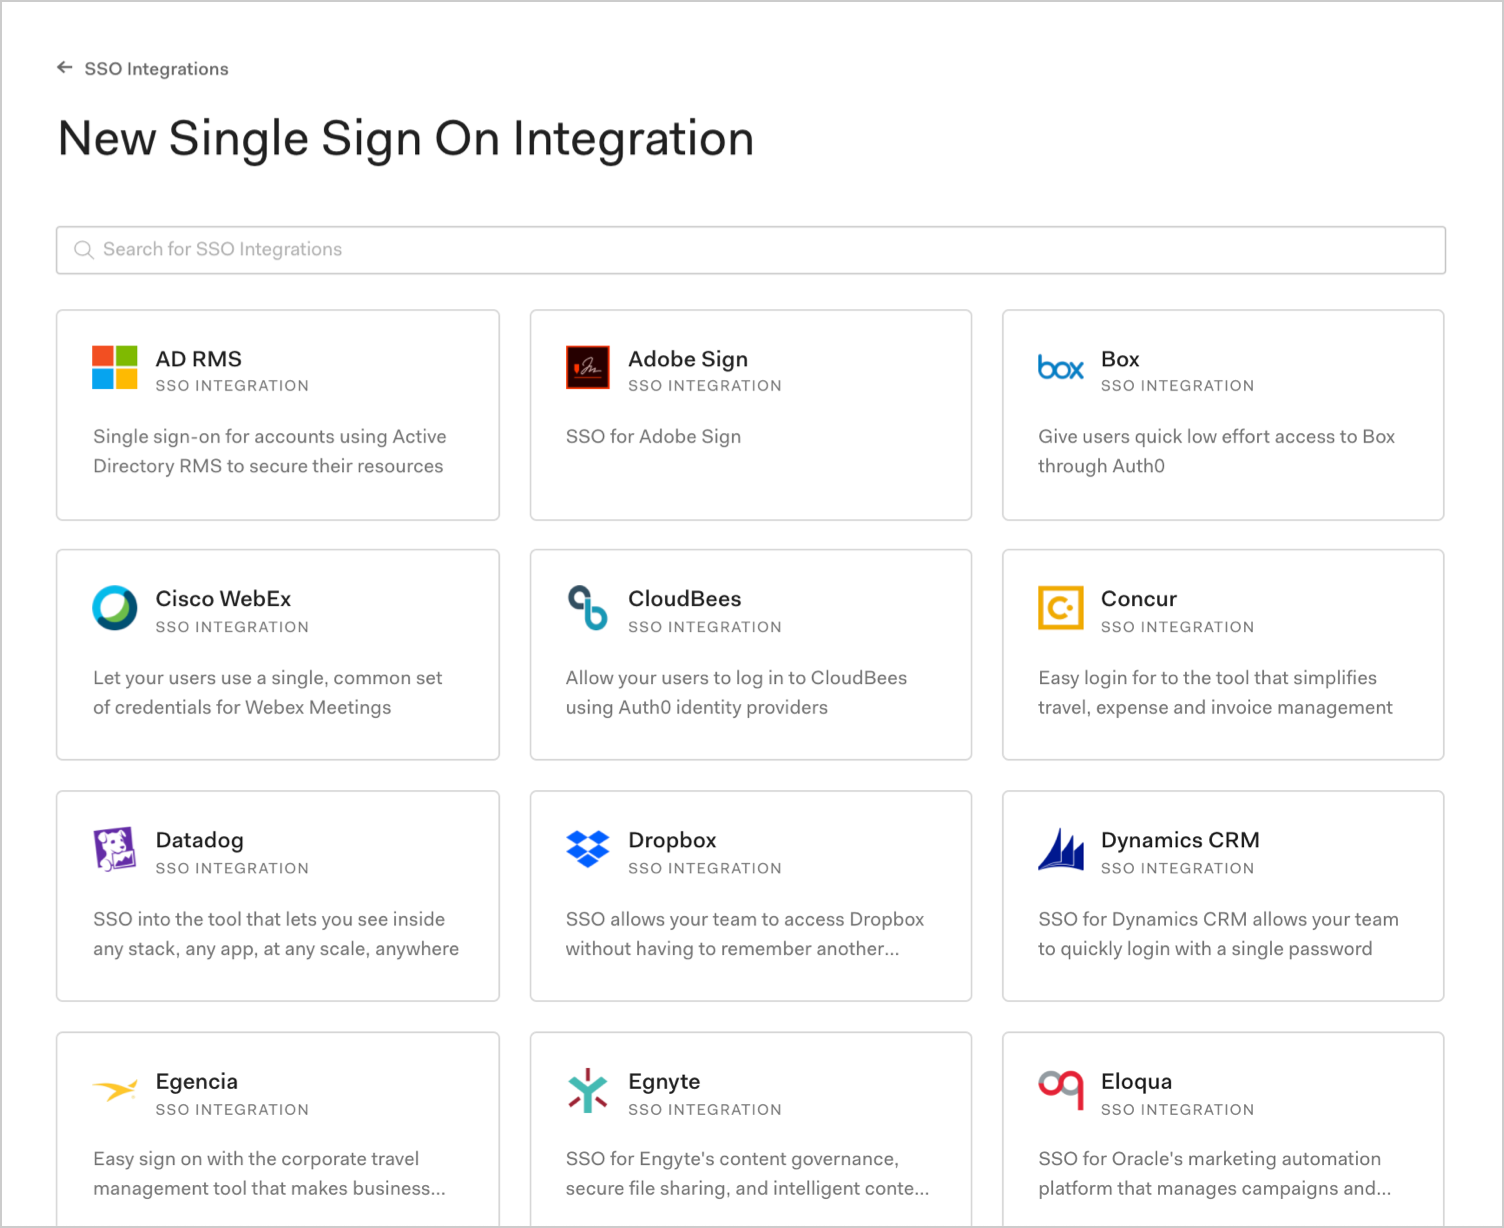 SSO Integrations
New Single Sign On Integration
Search for SSO Integrations
AD RMS
SSO INTEGRATION
Single sign-on for accounts using Active
Directory RMS to secure their resources
Adobe Sign
SSO INTEGRATION
SSO for Adobe Sign
box
Box
SSO INTEGRATION
Give users quick low effort access to Box
through Auth0
Cisco WebEx
SSO INTEGRATION
Let your users use a single, common set
of credentials for Webex Meetings
CloudBees
SSO INTEGRATION
Allow your users to log in to CloudBees
using Auth0 identity providers
Concur
SSO INTEGRATION
Easy login for to the tool that simplifies
travel, expense and invoice management
Datadog
SSO INTEGRATION
SSO into the tool that lets you see inside
any stack, any app, at any scale, anywhere
Dropbox
SSO INTEGRATION
SSO allows your team to access Dropbox
without having to remember another...
Dynamics CRM
SSO INTEGRATION
SSO for Dynamics CRM allows your team
to quickly login with a single password
Egencia
SSO INTEGRATION
Easy sign on with the corporate travel
management tool that makes business...
Egnyte
SSO INTEGRATION
SSO for Engyte's content governance,
secure file sharing, and intelligent conte...
Eloqua
SSO INTEGRATION
SSO for Oracle's marketing automation
platform that manages campaigns and...